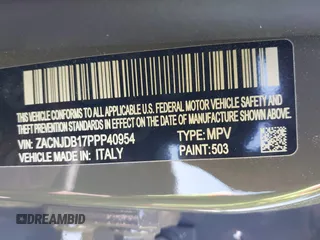 THIS VEHICLE CONFORMS TO ALL APPLICABLE U.S. FEDERAL MOTOR VEHICLE SAFETY AND
THEFT PREVENTION STANDARDS IN EFFECT ON THE DATE OF MANUFACTURE SHOWN ABOVE.
VIN: ZACNJDB17PPP40954 TYPE: MPV
VEHICLE MADE IN: ITALY PAINT: 503
DREAMBID